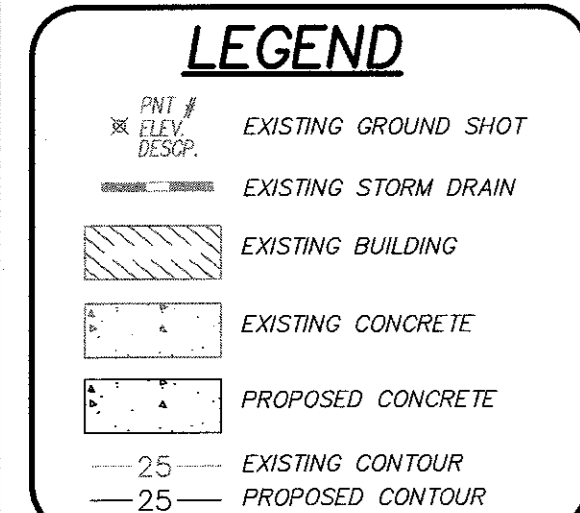 LEGEND
PNT #
ELEV.
DESCP.
EXISTING GROUND SHOT
EXISTING STORM DRAIN
EXISTING BUILDING
EXISTING CONCRETE
PROPOSED CONCRETE
25 EXISTING CONTOUR
25 PROPOSED CONTOUR